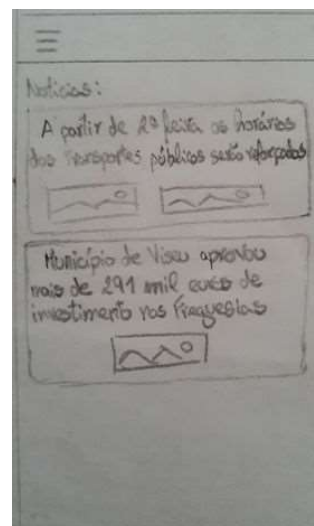 Notícias:
A partir de 2ª feira os horários
dos transportes públicos serão reforçados
Município de Viseu aprovou
mais de 291 mil euros de
investimento nas Freguesias